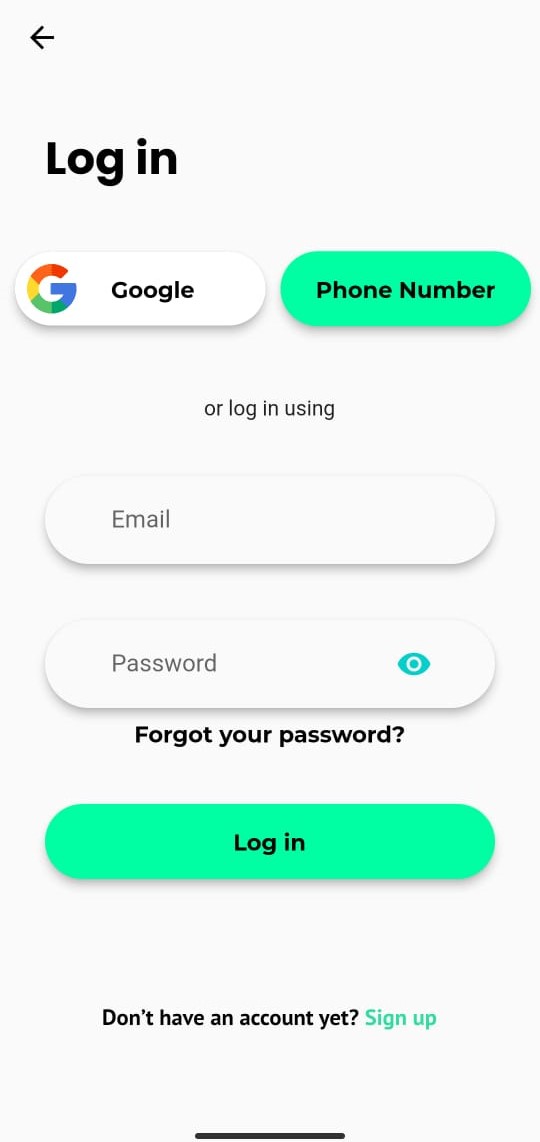 Log in
Google
Phone Number
or log in using
Email
Password
Forgot your password?
Log in
Don’t have an account yet? Sign up